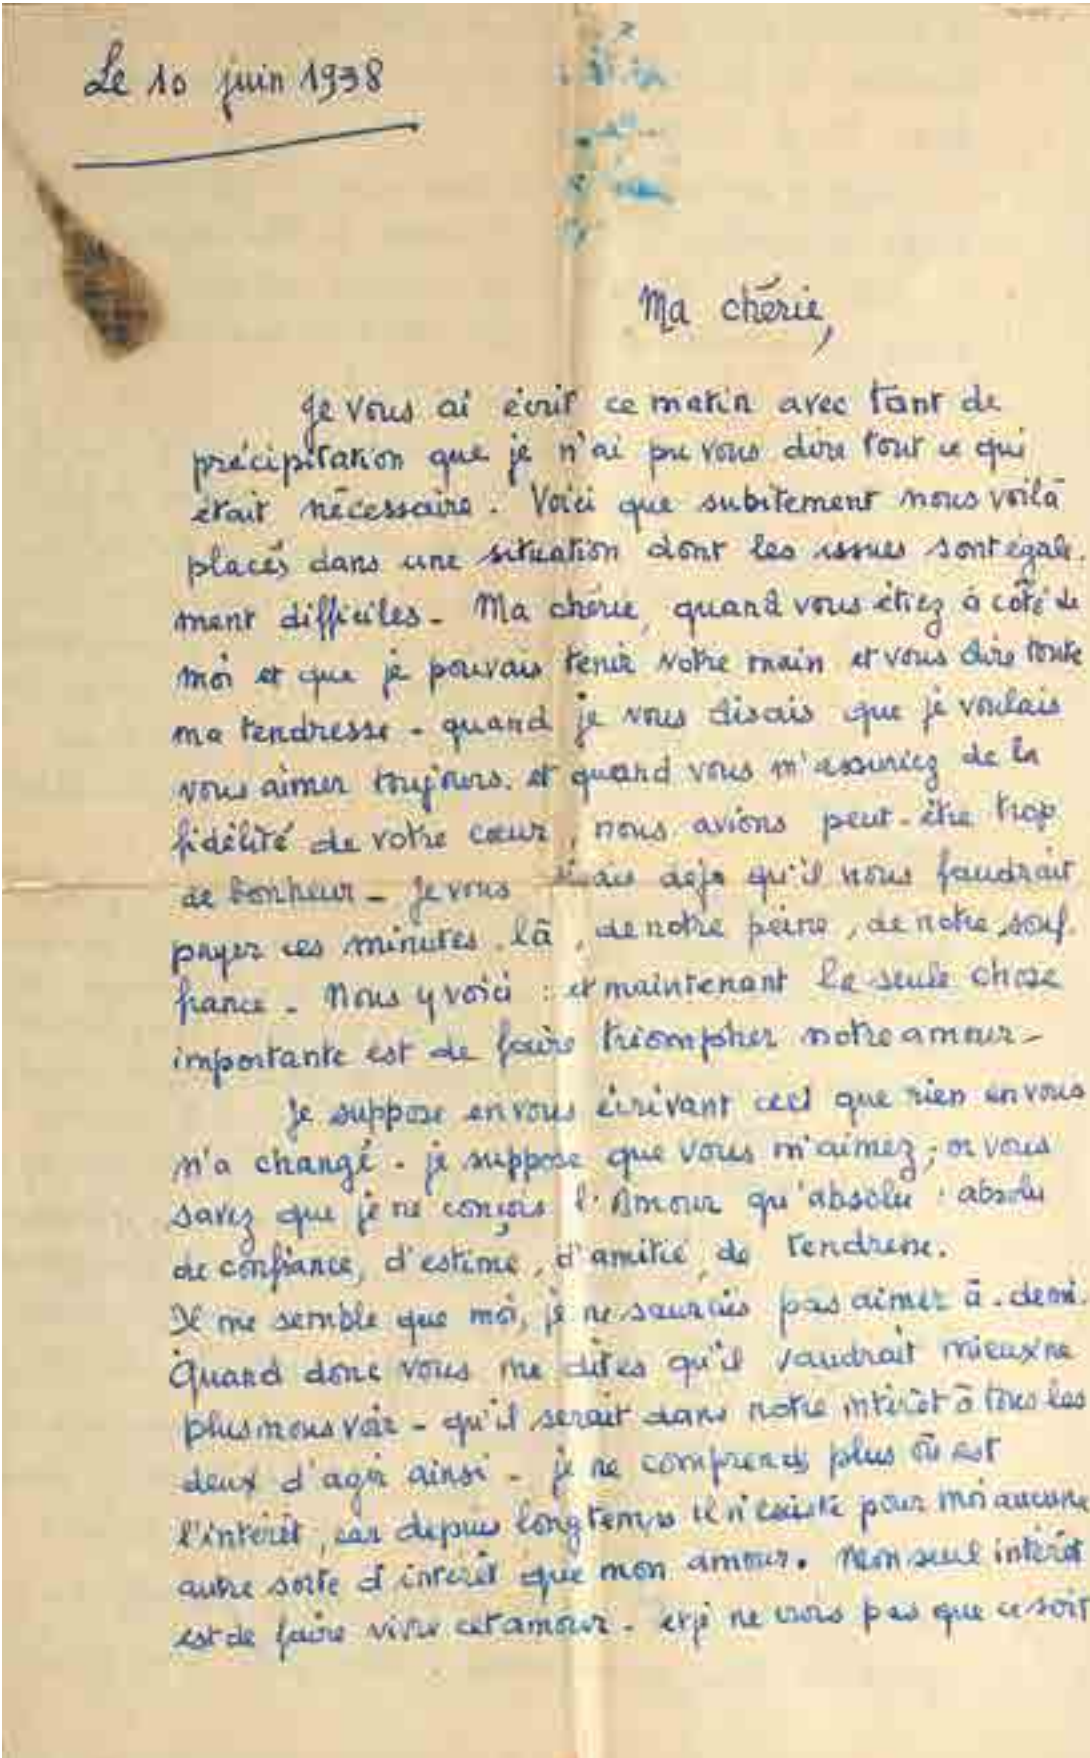 Le 10 juin 1938
Ma chérie,
Je vous ai écrit ce matin avec tant de
précipitation que je n'ai pu vous dire tout ce qui
était nécessaire. Voici que subitement nous voilà
placés dans une situation dont les issues sont égale-
ment difficiles - Ma chérie, quand vous étiez à côté de
moi et que je pouvais tenir votre main et vous dire toute
ma tendresse - quand je vous disais que je voulais
vous aimer toujours. et quand vous m'assuriez de la
fidélité de votre cœur, nous avions peut-être trop
de bonheur - Je vous disais déjà qu'il nous faudrait
payer ces minutes-là, de notre peine, de notre souf-
france - Nous y voici : et maintenant la seule chose
importante est de faire triompher notre amour -
Je suppose en vous écrivant ceci que rien en vous
n'a changé - je suppose que vous m'aimez ; or vous
savez que je ne conçois l'Amour qu'absolu : absolu
de confiance, d'estime, d'amitié, de tendresse.
Il me semble que moi, je ne saurais pas aimer à-demi.
Quand donc vous me dites qu'il vaudrait mieux ne
plus nous voir - qu'il serait dans notre intérêt à tous les
deux d'agir ainsi - je ne comprends plus où est
l'intérêt, car depuis longtemps il n'existe pour moi aucune
autre sorte d'intérêt que mon amour. Mon seul intérêt
est de faire vivre cet amour - et je ne crois pas que ce soit